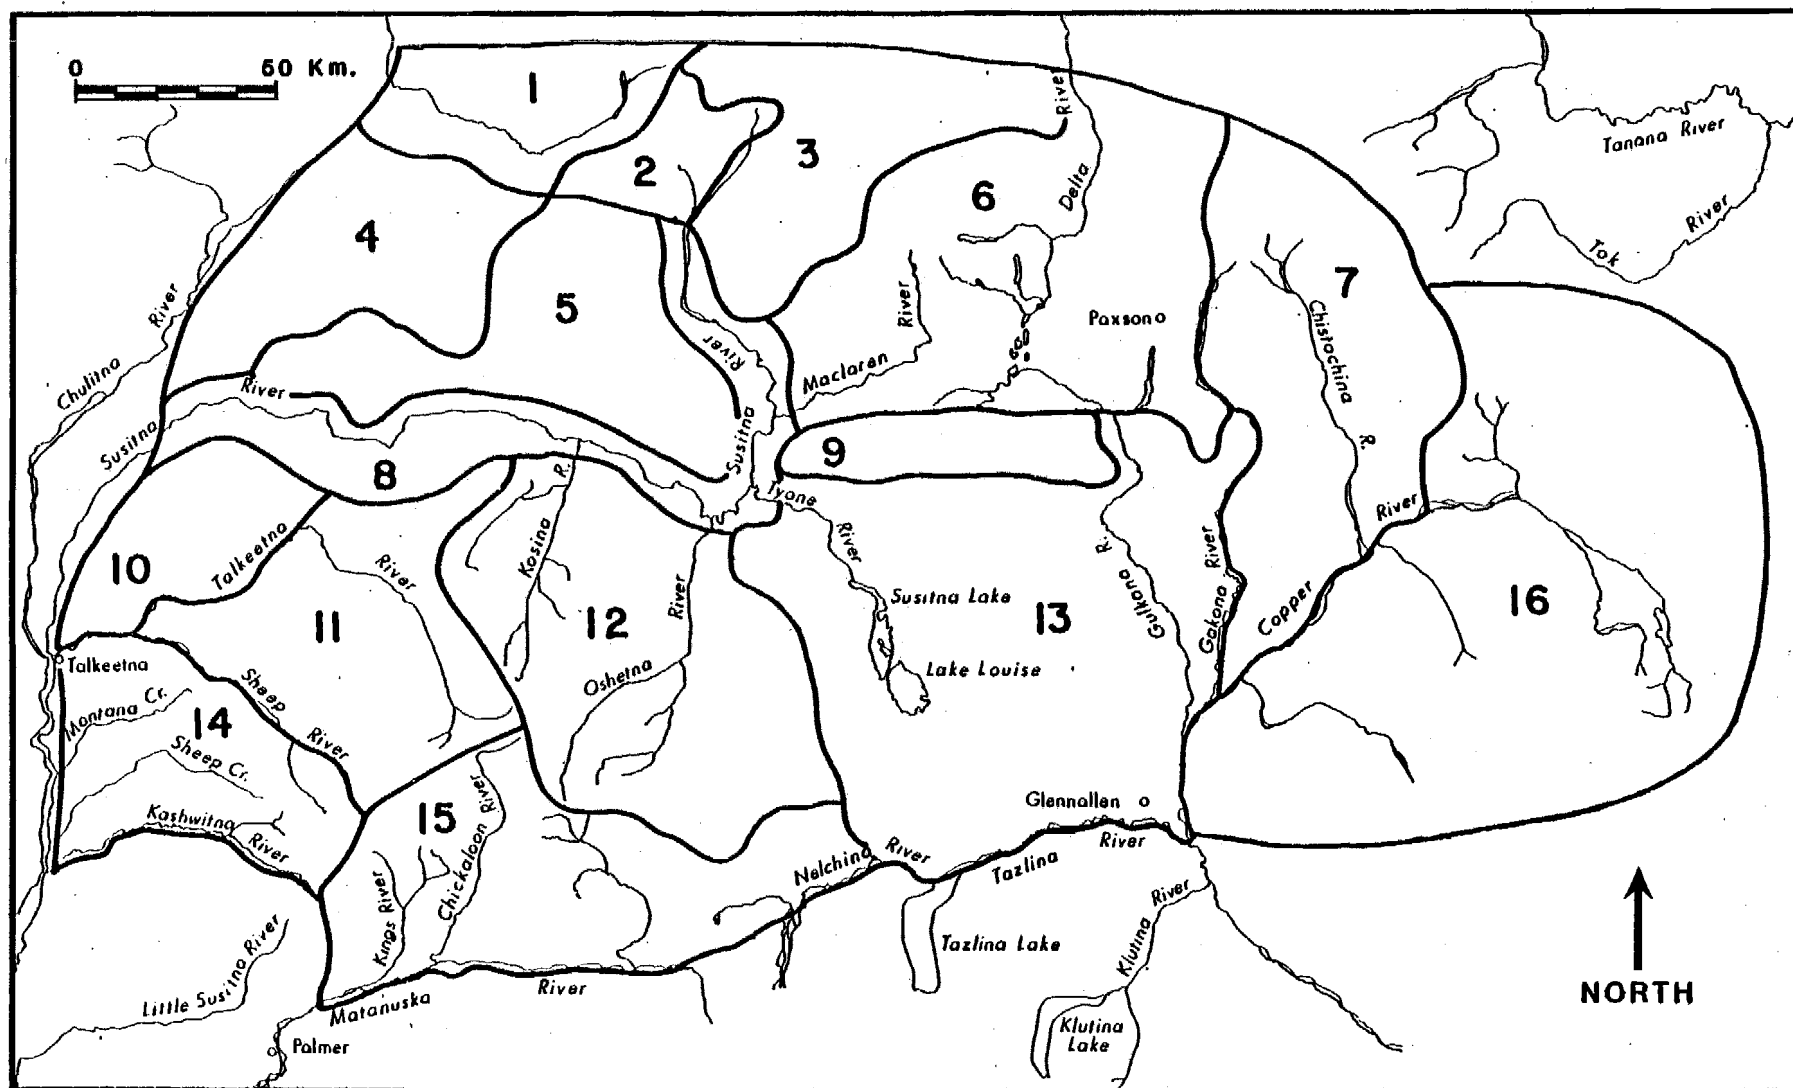 0 50 Km.
1
2
3
4
5
6
7
8
9
10
11
12
13
14
15
16
Tanana River
Tok River
River
Delta
Chulitna River
Susitna River
River
Susitna
Maclaren River
Paxson
Chistochina R.
Tyone River
Kosina R.
Talkeetna River
Oshetna River
Susitna Lake
Lake Louise
Gulkana R.
Gakona River
Copper River
Talkeetna
Montana Cr.
Sheep River
Sheep Cr.
Kashwitna River
Chickaloon River
Kings River
Glennallen
Nelchina River
Tazlina River
Tazlina Lake
Klutina River
Klutina Lake
Little Susitna River
Matanuska River
Palmer
NORTH